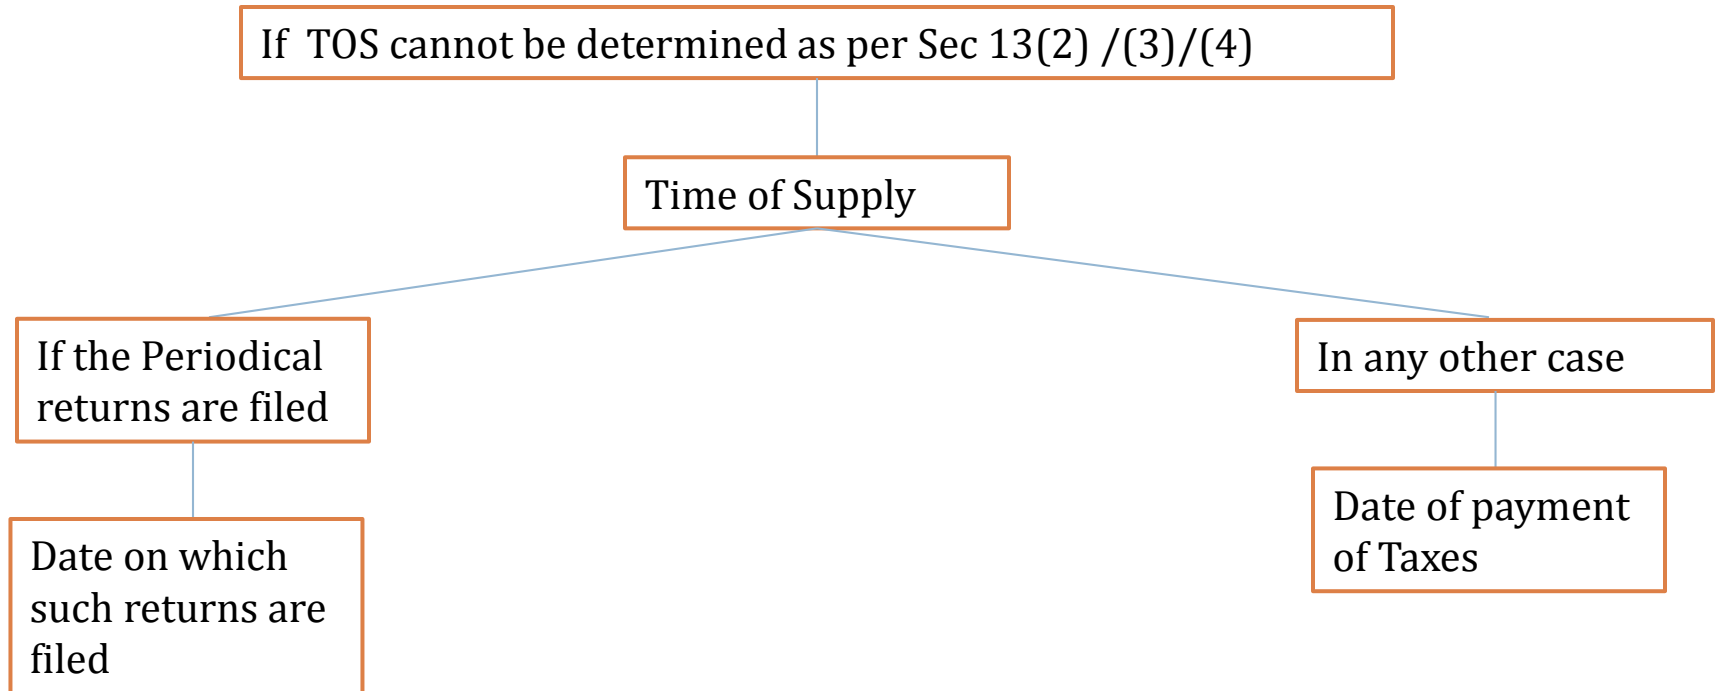 If TOS cannot be determined as per Sec 13(2) /(3)/(4)
Time of Supply
If the Periodical
returns are filed
In any other case
Date on which
such returns are
filed
Date of payment
of Taxes